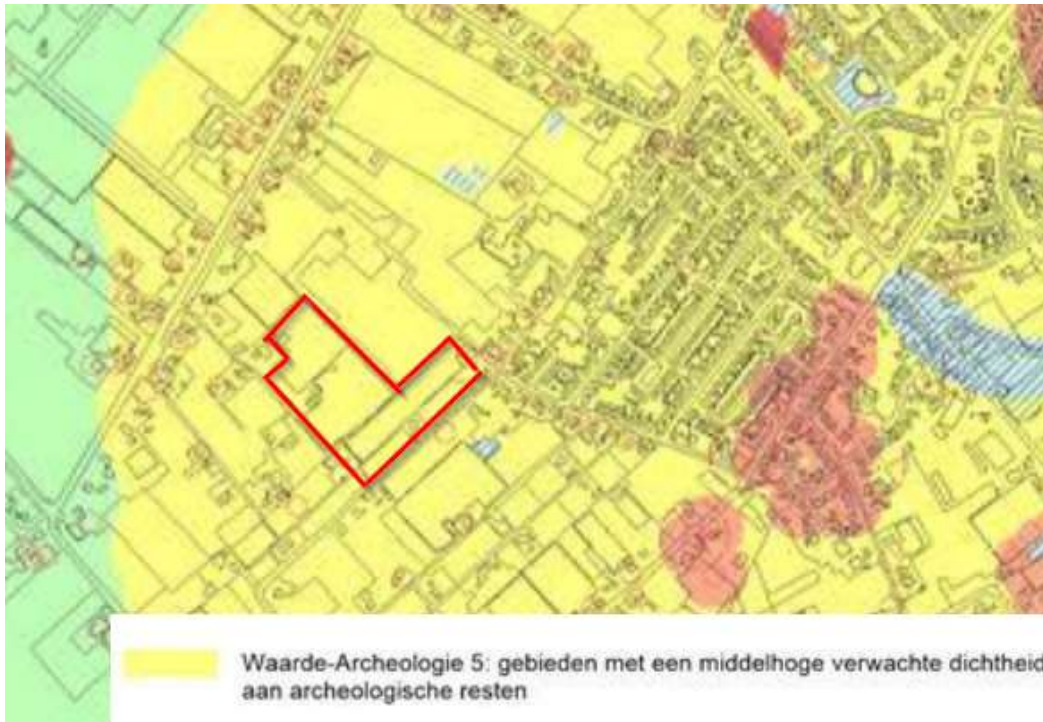 Waarde-Archeologie 5: gebieden met een middelhoge verwachte dichtheid
aan archeologische resten